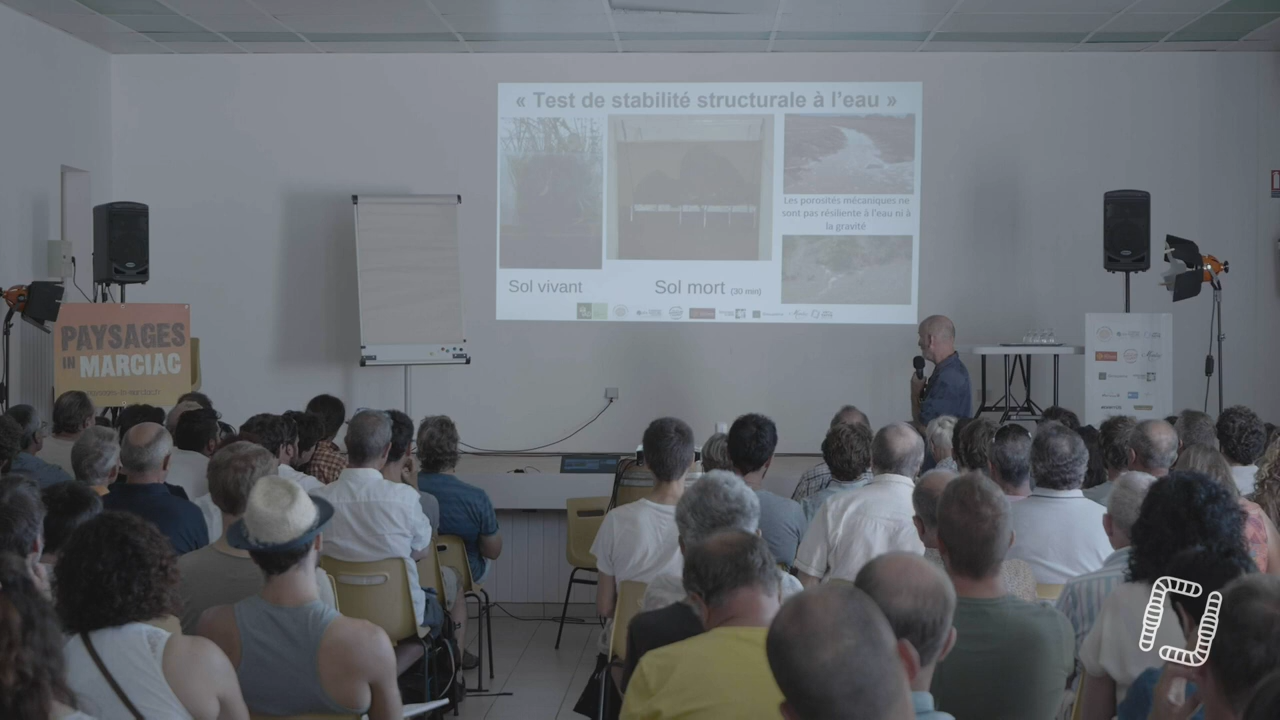 « Test de stabilité structurale à l'eau »
Les porosités mécaniques ne
sont pas résiliente à l'eau ni à
la gravité
Sol vivant
Sol mort (30 min)
PAYSAGES
IN MARCIAC